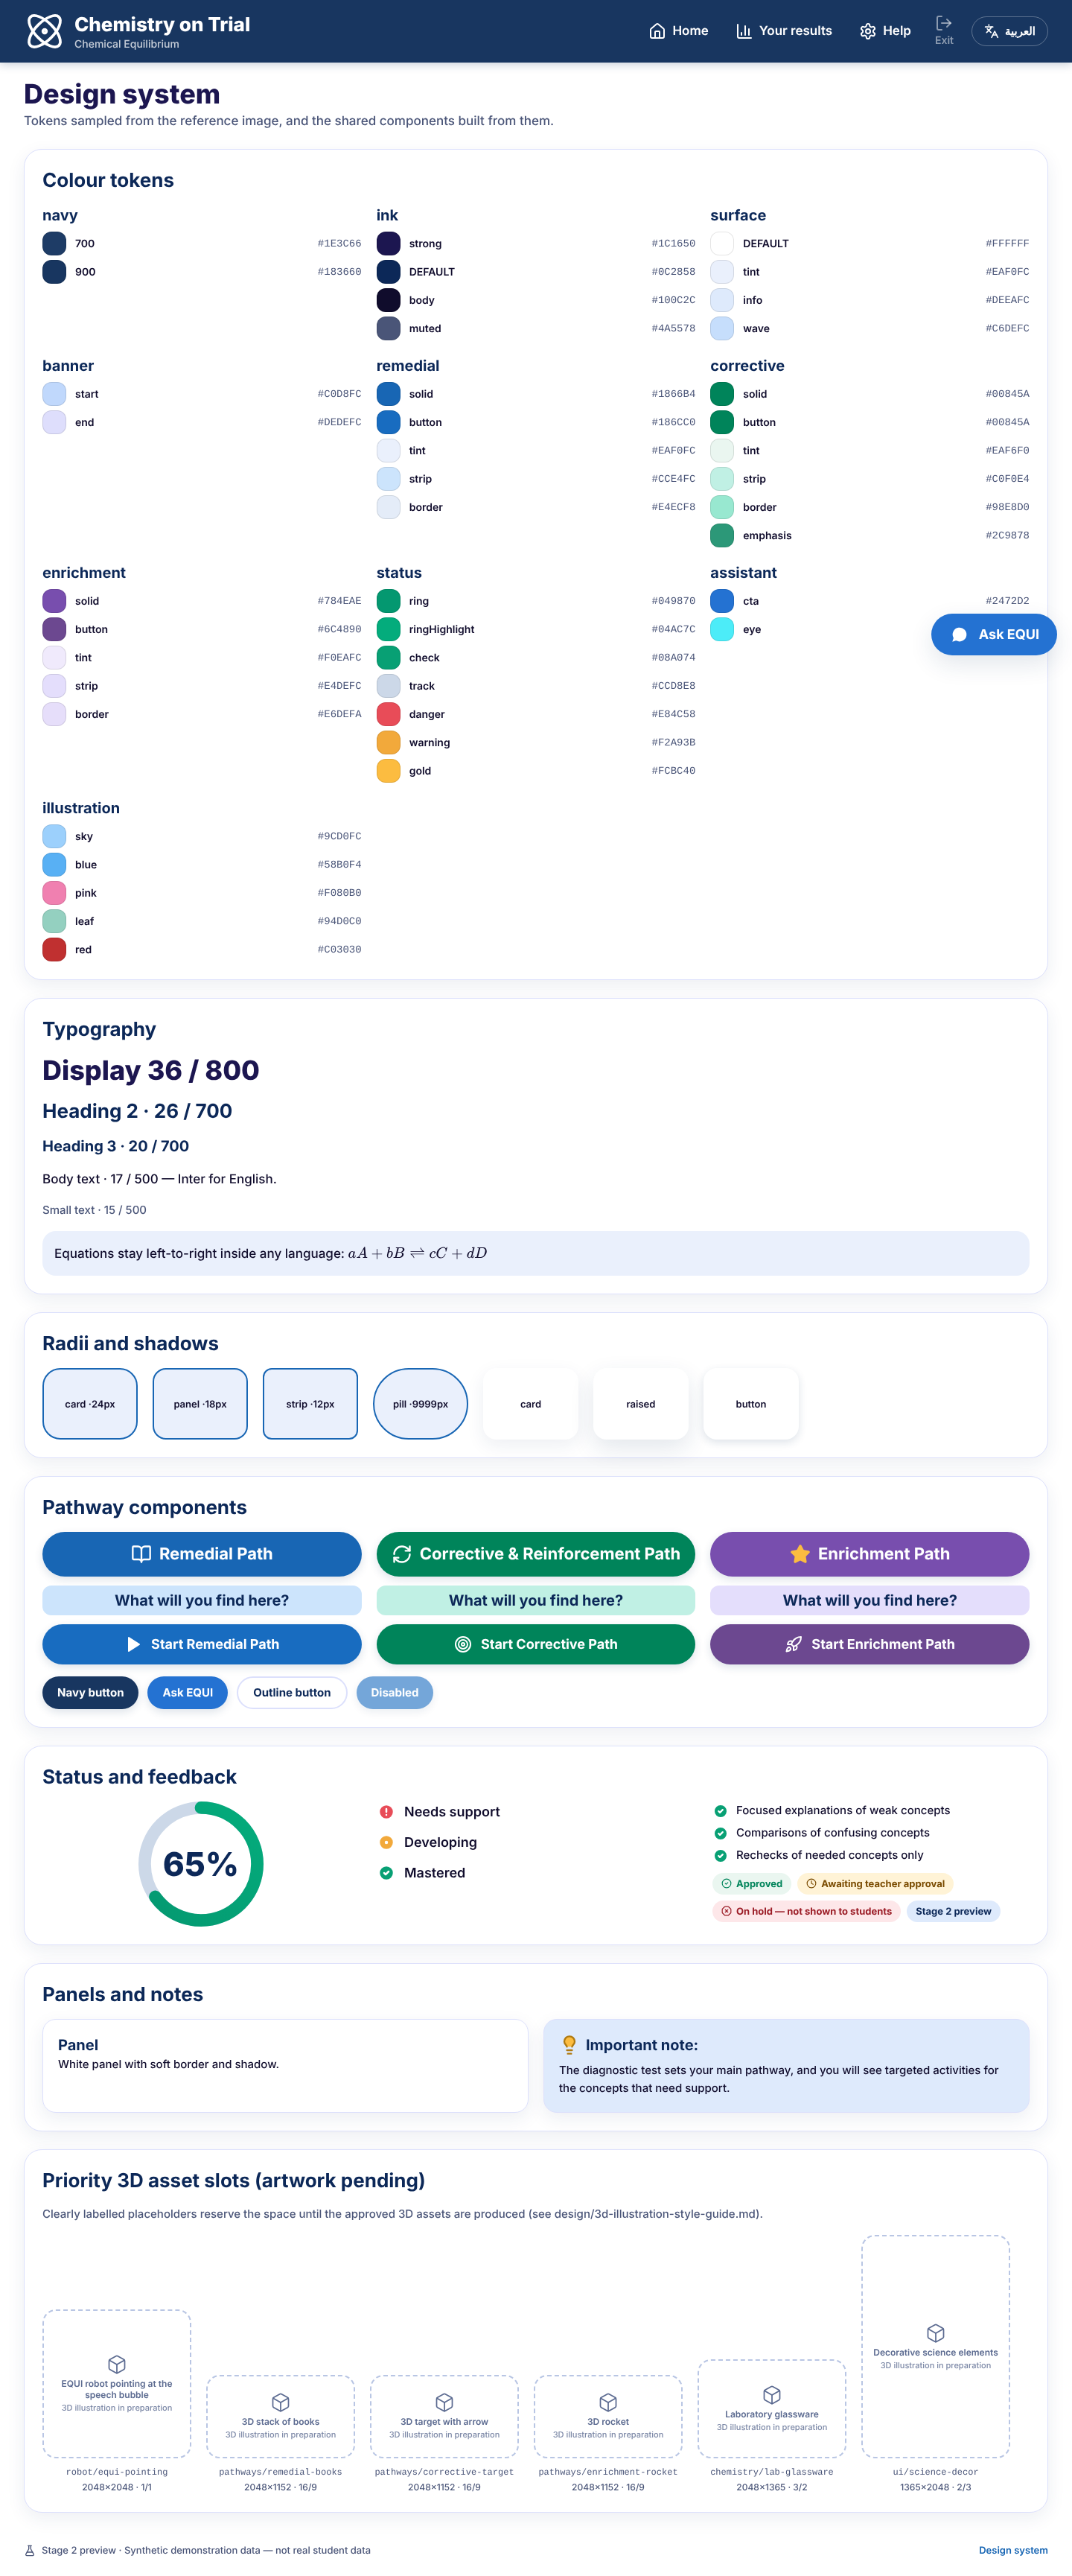 Chemistry on Trial
Chemical Equilibrium
Home
Your results
Help
Exit
العربية
Design system
Tokens sampled from the reference image, and the shared components built from them.
Colour tokens
navy
700 #1E3C66
900 #183660
ink
strong #1C1650
DEFAULT #0C2858
body #100C2C
muted #4A5578
surface
DEFAULT #FFFFFF
tint #EAF0FC
info #DEEAFC
wave #C6DEFC
banner
start #C0D8FC
end #DEDEFC
remedial
solid #1866B4
button #186CC0
tint #EAF0FC
strip #CCE4FC
border #E4ECF8
corrective
solid #00845A
button #00845A
tint #EAF6F0
strip #C0F0E4
border #98E8D0
emphasis #2C9878
enrichment
solid #784EAE
button #6C4890
tint #F0EAFC
strip #E4DEFC
border #E6DEFA
status
ring #049870
ringHighlight #04AC7C
check #08A074
track #CCD8E8
danger #E84C58
warning #F2A93B
gold #FCBC40
assistant
cta #2472D2
eye
Ask EQUI
illustration
sky #9CD0FC
blue #58B0F4
pink #F080B0
leaf #94D0C0
red #C03030
Typography
Display 36 / 800
Heading 2 · 26 / 700
Heading 3 · 20 / 700
Body text · 17 / 500 — Inter for English.
Small text · 15 / 500
Equations stay left-to-right inside any language: aA + bB ⇌ cC + dD
Radii and shadows
card ·24px
panel ·18px
strip ·12px
pill ·9999px
card
raised
button
Pathway components
Remedial Path
Corrective & Reinforcement Path
Enrichment Path
What will you find here?
What will you find here?
What will you find here?
Start Remedial Path
Start Corrective Path
Start Enrichment Path
Navy button
Ask EQUI
Outline button
Disabled
Status and feedback
65%
Needs support
Developing
Mastered
Focused explanations of weak concepts
Comparisons of confusing concepts
Rechecks of needed concepts only
Approved
Awaiting teacher approval
On hold — not shown to students
Stage 2 preview
Panels and notes
Panel
White panel with soft border and shadow.
Important note:
The diagnostic test sets your main pathway, and you will see targeted activities for
the concepts that need support.
Priority 3D asset slots (artwork pending)
Clearly labelled placeholders reserve the space until the approved 3D assets are produced (see design/3d-illustration-style-guide.md).
EQUI robot pointing at the
speech bubble
3D illustration in preparation
robot/equi-pointing
2048×2048 · 1/1
3D stack of books
3D illustration in preparation
pathways/remedial-books
2048×1152 · 16/9
3D target with arrow
3D illustration in preparation
pathways/corrective-target
2048×1152 · 16/9
3D rocket
3D illustration in preparation
pathways/enrichment-rocket
2048×1152 · 16/9
Laboratory glassware
3D illustration in preparation
chemistry/lab-glassware
2048×1365 · 3/2
Decorative science elements
3D illustration in preparation
ui/science-decor
1365×2048 · 2/3
Stage 2 preview · Synthetic demonstration data — not real student data
Design system